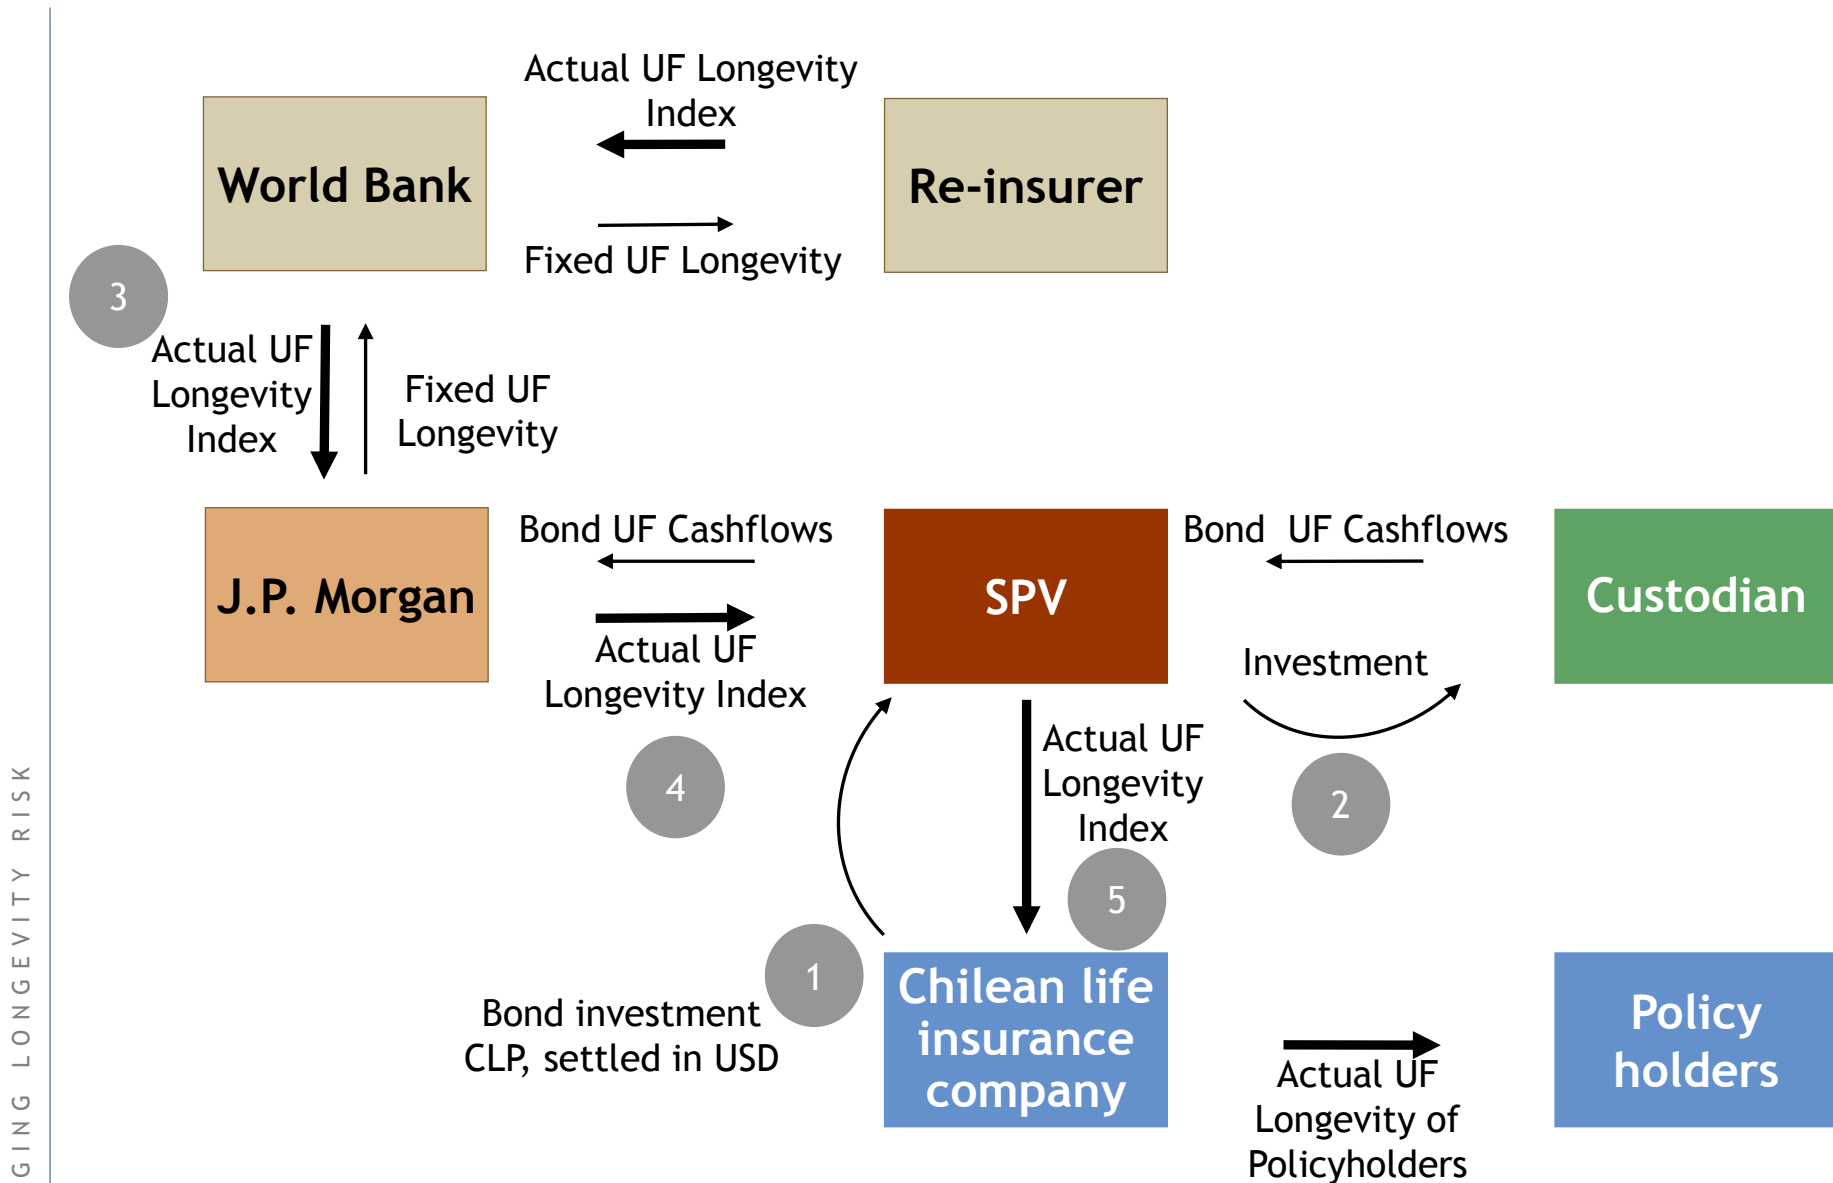 Actual UF Longevity
Index
World Bank
Re-insurer
Fixed UF Longevity
3
Actual UF
Longevity
Index
Fixed UF
Longevity
Bond UF Cashflows
Bond UF Cashflows
J.P. Morgan
SPV
Custodian
Actual UF
Longevity Index
Investment
4
Actual UF
Longevity
Index
2
5
1
Bond investment
CLP, settled in USD
Chilean life
insurance
company
Policy
holders
Actual UF
Longevity of
Policyholders
GING LONGEVITY RISK